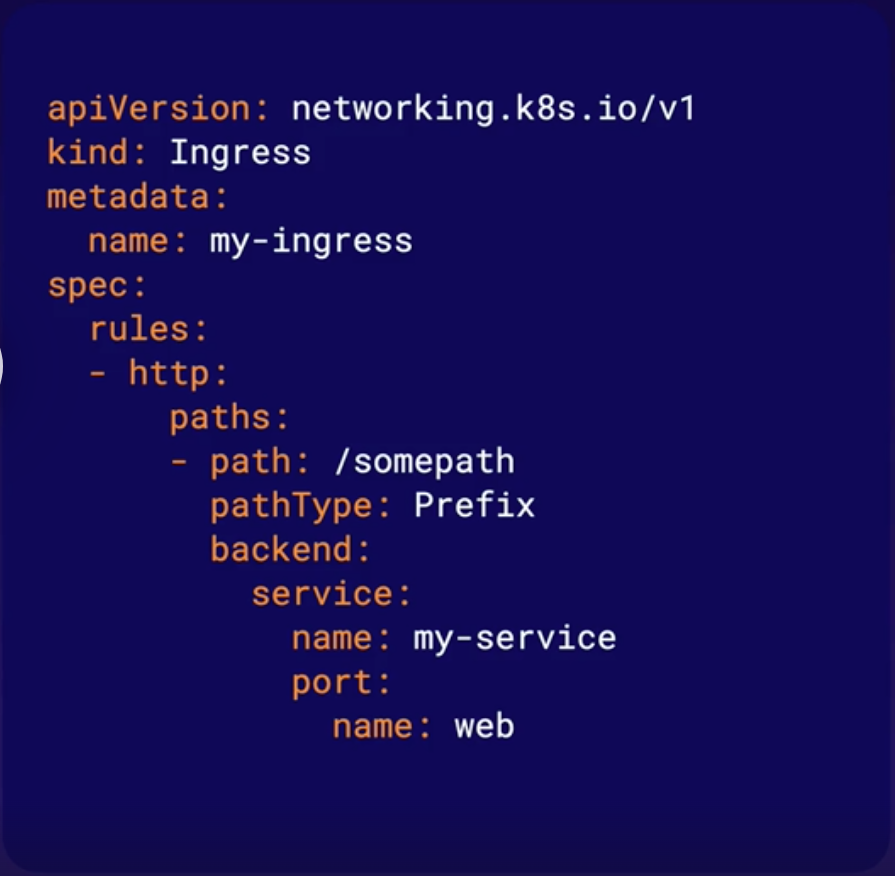 apiVersion: networking.k8s.io/v1
kind: Ingress
metadata:
  name: my-ingress
spec:
  rules:
  - http:
      paths:
      - path: /somepath
        pathType: Prefix
        backend:
          service:
            name: my-service
            port:
              name: web